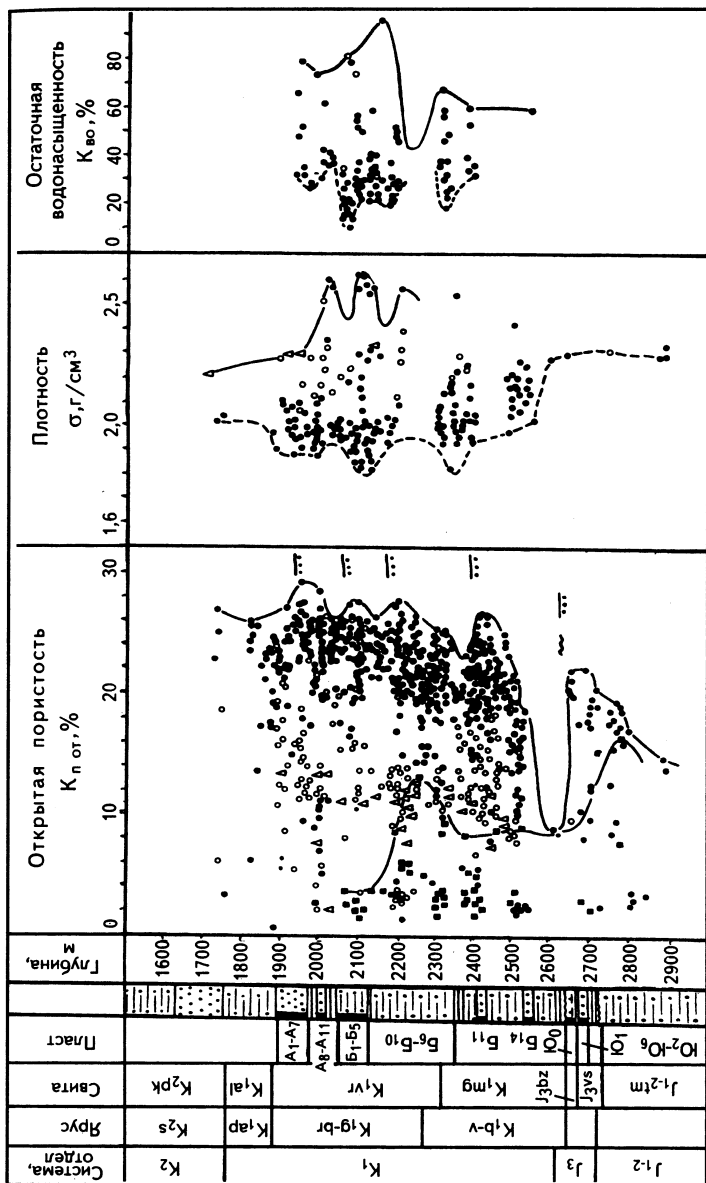 Остаточная
водонасыщенность
К во, %
0 20 40 60 80
Плотность
σ, г/см³
1,6 2,0 2,5
Открытая пористость
К п от, %
0 10 20 30
Глубина,
м
1600 1700 1800 1900 2000 2100 2200 2300 2400 2500 2600 2700 2800 2900
Пласт
А1-А7
А8-А11
Б1-Б5
Б6-Б10
Б11
Б14
Ю0
Ю1
Ю2-Ю6
Свита
K2pk
K1al
K1vr
K1mg
J3bz
J3vs
J1-2tm
Ярус
K2s
K1ap
K1g-br
K1b-v
Система,
отдел
K2
K1
J3
J1-2